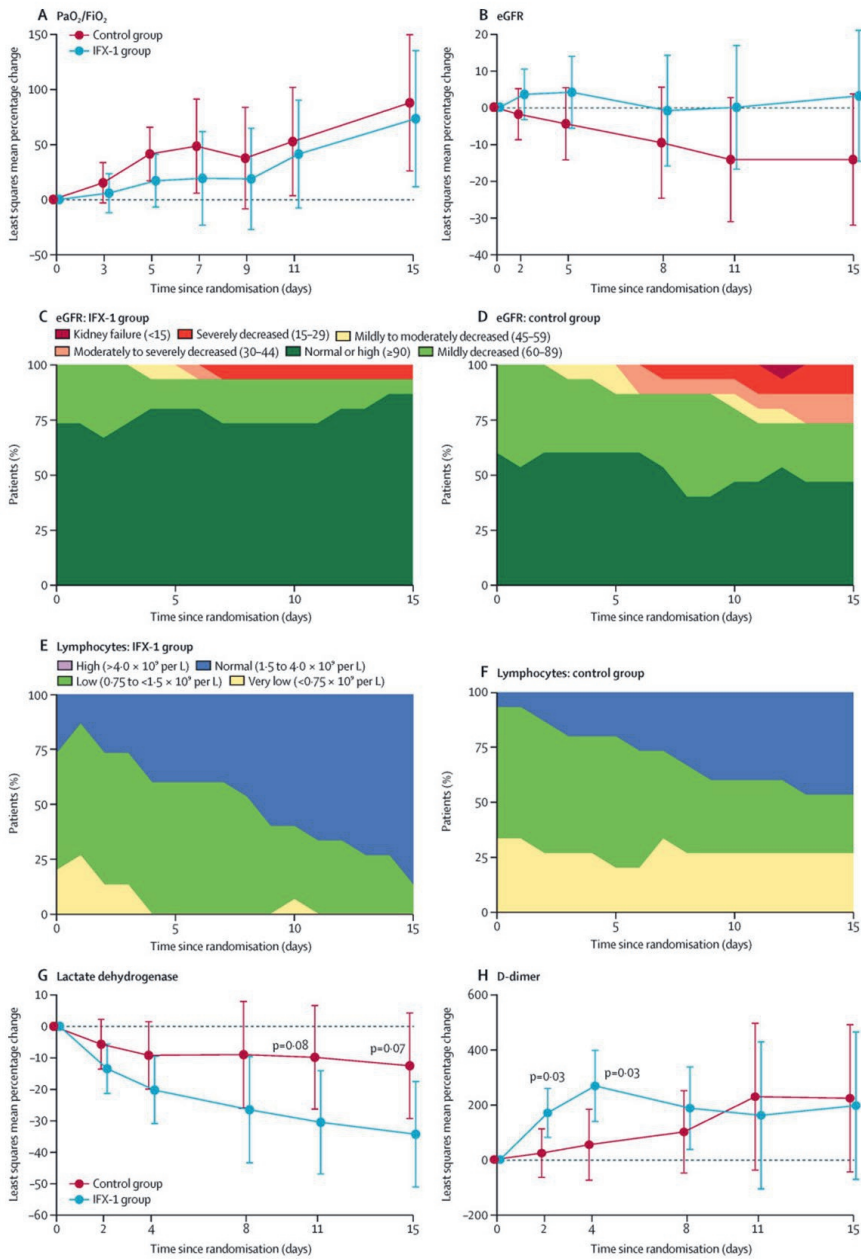 A PaO₂/FiO₂
Control group
IFX-1 group
Least squares mean percentage change
150
100
50
0
–50
0 3 5 7 9 11 15
Time since randomisation (days)
B eGFR
Least squares mean percentage change
20
10
0
–10
–20
–30
–40
0 2 5 8 11 15
Time since randomisation (days)
C eGFR: IFX-1 group
D eGFR: control group
Kidney failure (<15) Severely decreased (15–29) Mildly to moderately decreased (45–59)
Moderately to severely decreased (30–44) Normal or high (≥90) Mildly decreased (60–89)
Patients (%)
100
75
50
25
0
0 5 10 15
Time since randomisation (days)
Patients (%)
100
75
50
25
0
0 5 10 15
Time since randomisation (days)
E Lymphocytes: IFX-1 group
High (>4·0 × 10⁹ per L) Normal (1·5 to 4·0 × 10⁹ per L)
Low (0·75 to <1·5 × 10⁹ per L) Very low (<0·75 × 10⁹ per L)
Patients (%)
100
75
50
25
0
0 5 10 15
Time since randomisation (days)
F Lymphocytes: control group
Patients (%)
100
75
50
25
0
0 5 10 15
Time since randomisation (days)
G Lactate dehydrogenase
Least squares mean percentage change
10
0
–10
–20
–30
–40
–50
–60
p=0·08
p=0·07
Control group
IFX-1 group
0 2 4 8 11 15
Time since randomisation (days)
H D-dimer
Least squares mean percentage change
600
400
200
0
–200
p=0·03
p=0·03
0 2 4 8 11 15
Time since randomisation (days)